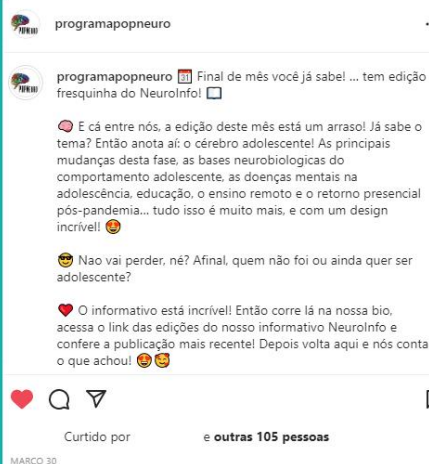 programapopneuro
programapopneuro 📅 Final de mês você já sabe! ... tem edição
fresquinha do NeuroInfo! 📖
🧠 E cá entre nós, a edição deste mês está um arraso! Já sabe o
tema? Então anota aí: o cérebro adolescente! As principais
mudanças desta fase, as bases neurobiologicas do
comportamento adolescente, as doenças mentais na
adolescência, educação, o ensino remoto e o retorno presencial
pós-pandemia... tudo isso é muito mais, e com um design
incrível! 🤩
😎 Nao vai perder, né? Afinal, quem não foi ou ainda quer ser
adolescente?
❤️ O informativo está incrível! Então corre lá na nossa bio,
acessa o link das edições do nosso informativo NeuroInfo e
confere a publicação mais recente! Depois volta aqui e nós conta
o que achou! 🤩🥰
Curtido por e outras 105 pessoas
MARÇO 30